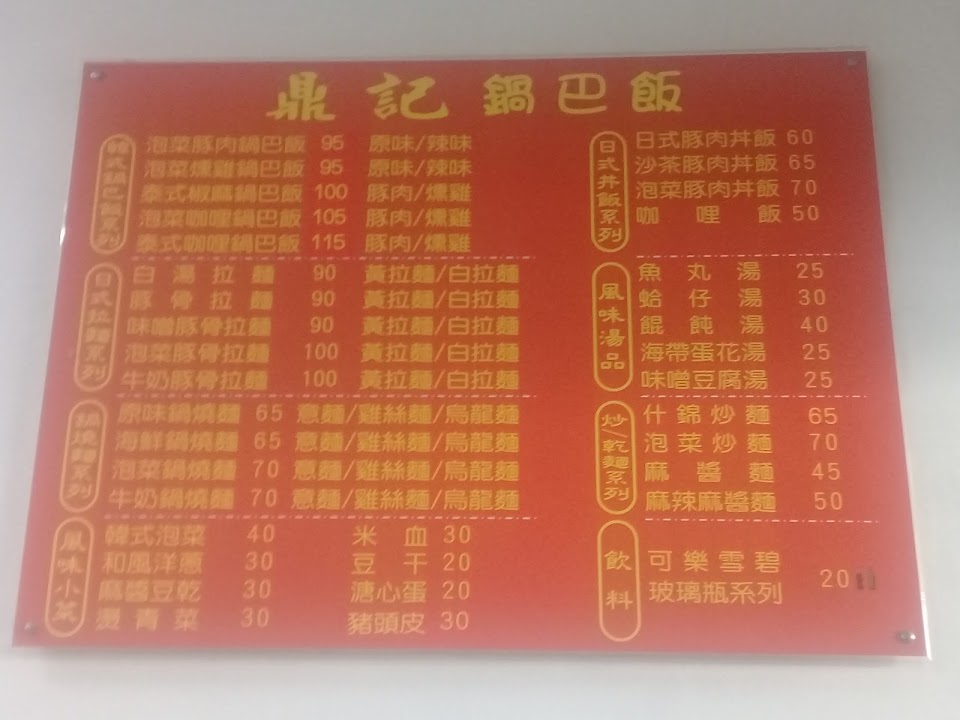 鼎記鍋巴飯
韓式鍋巴飯系列
泡菜豚肉鍋巴飯 95 原味/辣味
泡菜燻雞鍋巴飯 95 原味/辣味
泰式椒麻鍋巴飯 100 豚肉/燻雞
泡菜咖哩鍋巴飯 105 豚肉/燻雞
泰式咖哩鍋巴飯 115 豚肉/燻雞
日式拉麵系列
白湯拉麵 90 黃拉麵/白拉麵
豚骨拉麵 90 黃拉麵/白拉麵
味噌豚骨拉麵 90 黃拉麵/白拉麵
泡菜豚骨拉麵 100 黃拉麵/白拉麵
牛奶豚骨拉麵 100 黃拉麵/白拉麵
鍋燒麵系列
原味鍋燒麵 65 意麵/雞絲麵/烏龍麵
海鮮鍋燒麵 65 意麵/雞絲麵/烏龍麵
泡菜鍋燒麵 70 意麵/雞絲麵/烏龍麵
牛奶鍋燒麵 70 意麵/雞絲麵/烏龍麵
風味小菜
韓式泡菜 40 米血 30
和風洋蔥 30 豆干 20
麻醬豆乾 30 溏心蛋 20
燙青菜 30 豬頭皮 30
日式丼飯系列
日式豚肉丼飯 60
沙茶豚肉丼飯 65
泡菜豚肉丼飯 70
咖哩飯 50
風味湯品
魚丸湯 25
蛤仔湯 30
餛飩湯 40
海帶蛋花湯 25
味噌豆腐湯 25
炒/乾麵系列
什錦炒麵 65
泡菜炒麵 70
麻醬麵 45
麻辣麻醬麵 50
飲料
可樂雪碧
玻璃瓶系列 20